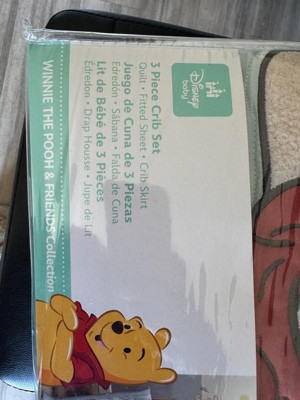 Disney
baby
3 Piece Crib Set
Quilt • Fitted Sheet • Crib Skirt
Juego de Cuna de 3 Piezas
Edredón • Sábana • Falda de Cuna
Lit de Bébé de 3 Pièces
Édredon • Drap Housse • Jupe de Lit
WINNIE THE POOH & FRIENDS Collection